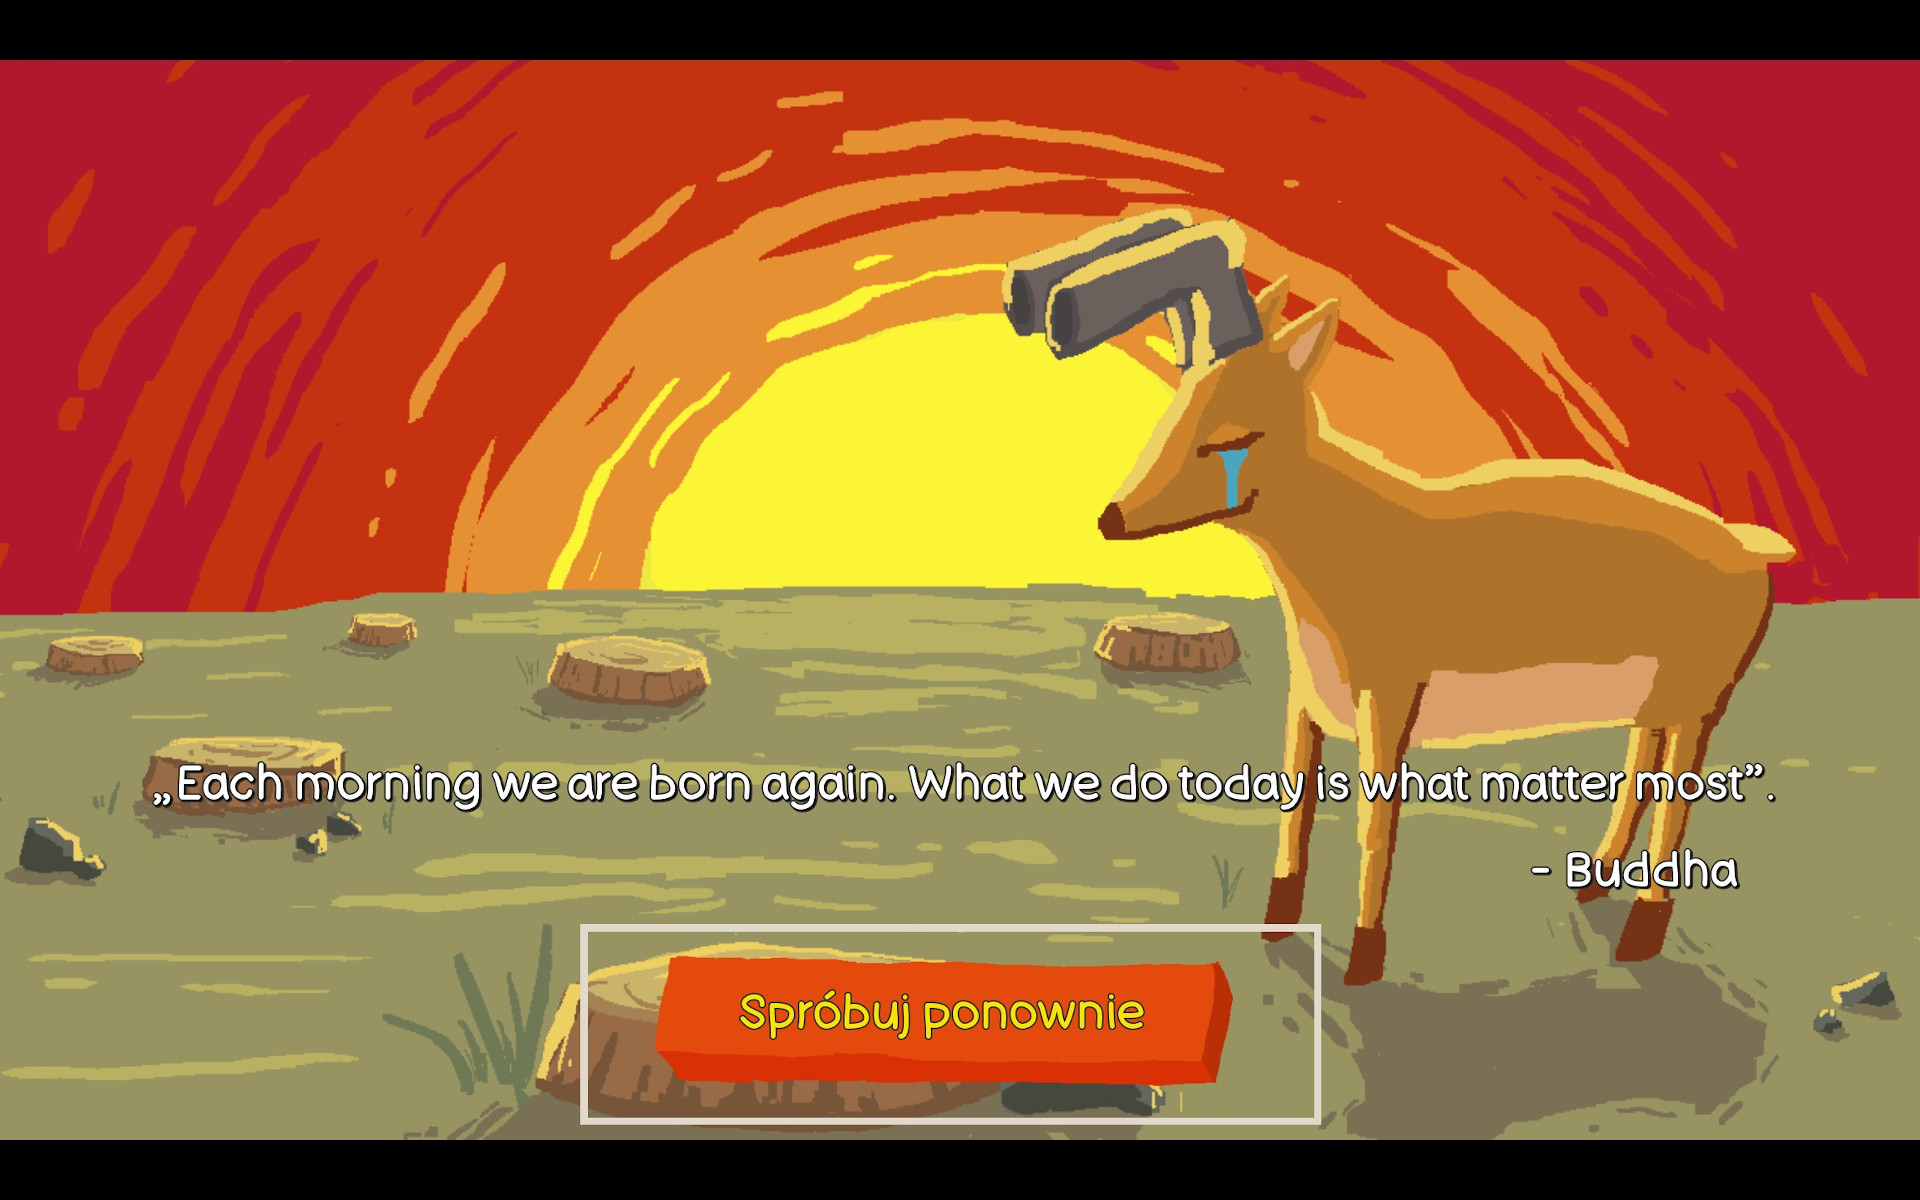 „Each morning we are born again. What we do today is what matter most”.
- Buddha
Spróbuj ponownie